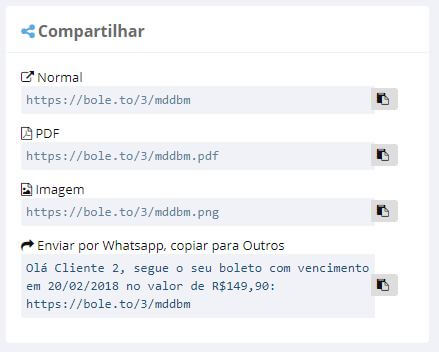 Compartilhar
Normal
https://bole.to/3/mddbm
PDF
https://bole.to/3/mddbm.pdf
Imagem
https://bole.to/3/mddbm.png
Enviar por Whatsapp, copiar para Outros
Olá Cliente 2, segue o seu boleto com vencimento
em 20/02/2018 no valor de R$149,90:
https://bole.to/3/mddbm